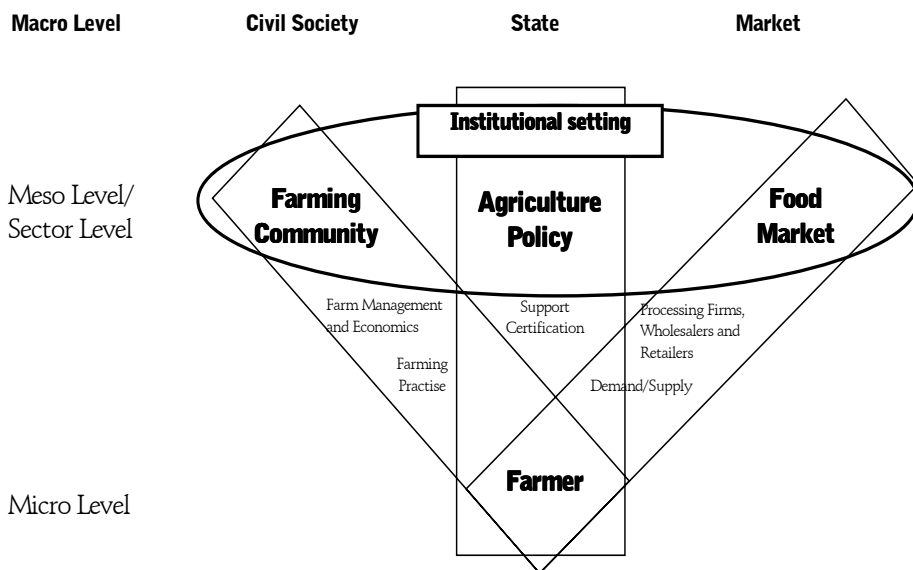 Macro Level
Civil Society
State
Market
Institutional setting
Meso Level/
Sector Level
Farming
Community
Agriculture
Policy
Food
Market
Farm Management
and Economics
Support
Certification
Processing Firms,
Wholesalers and
Retailers
Farming
Practise
Demand/Supply
Micro Level
Farmer